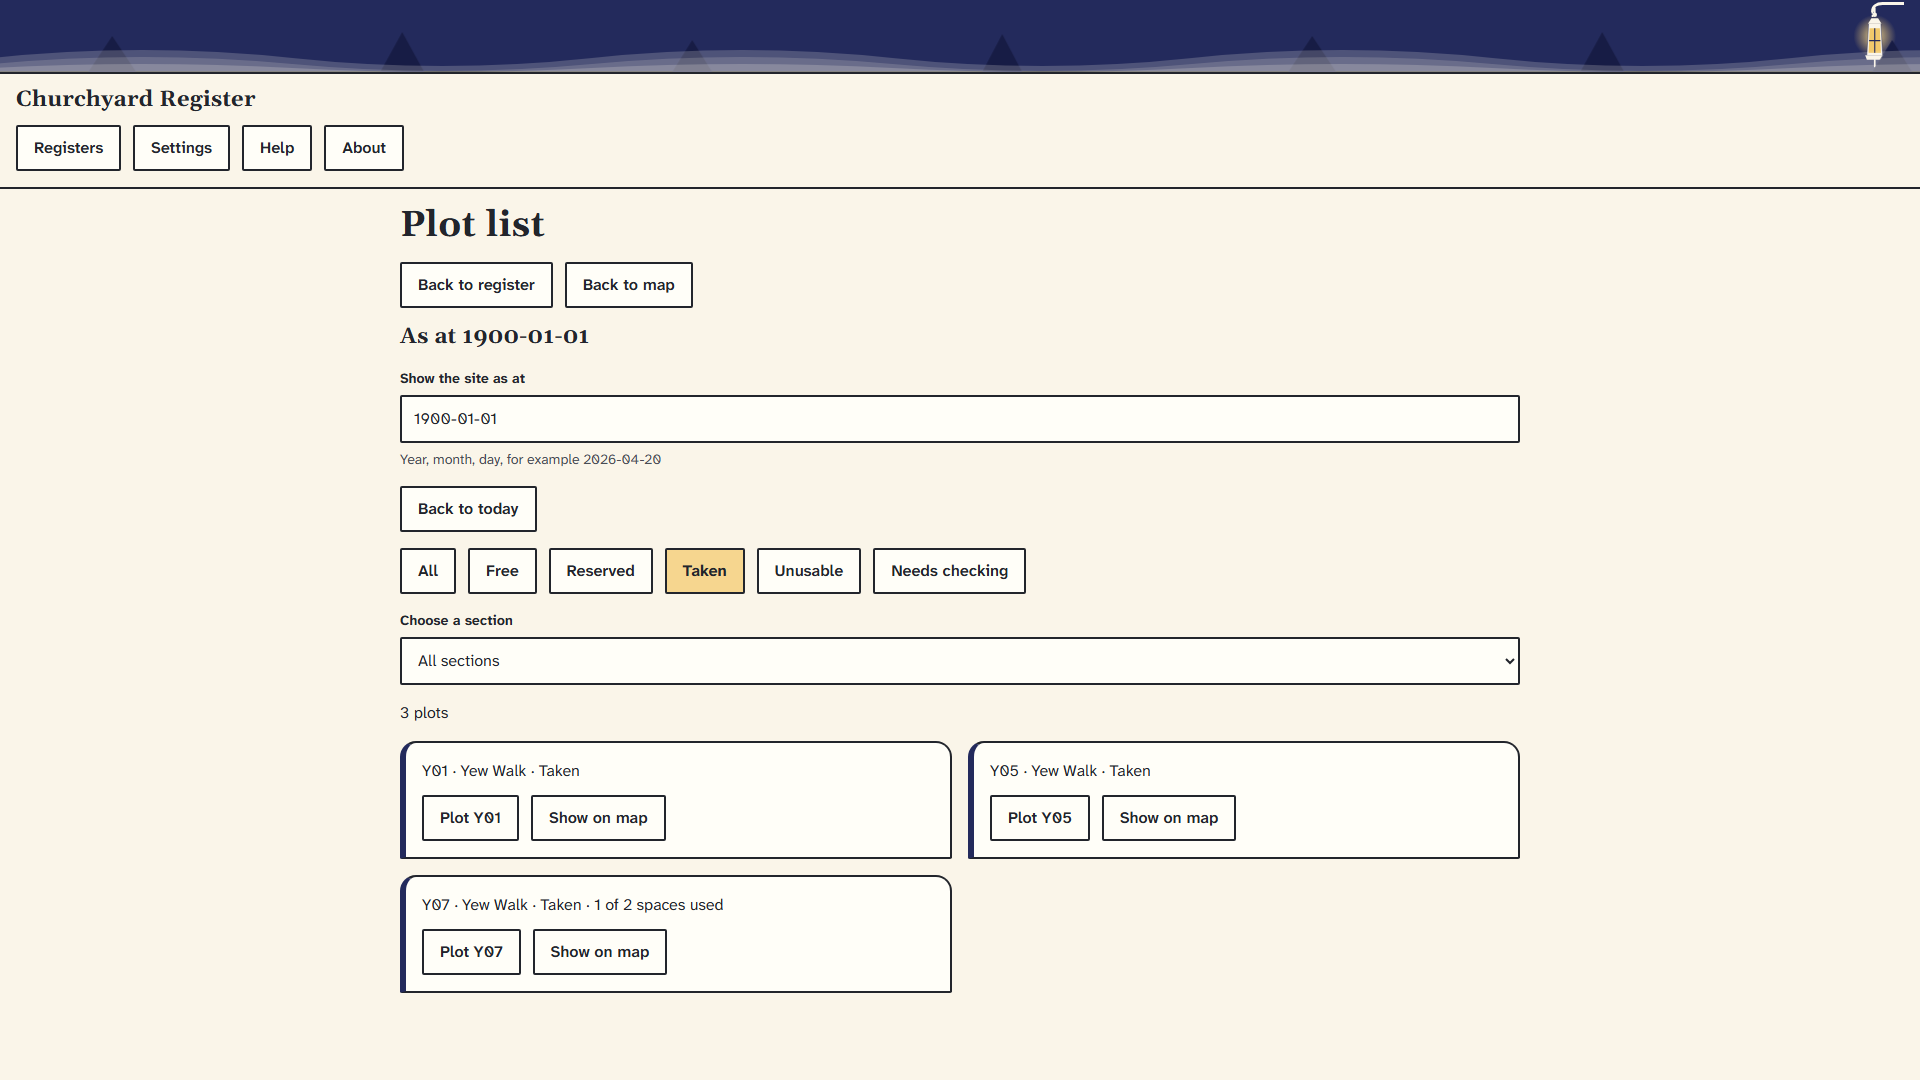 Churchyard Register
Registers Settings Help About
Plot list
Back to register Back to map
As at 1900-01-01
Show the site as at
1900-01-01
Year, month, day, for example 2026-04-20
Back to today
All Free Reserved Taken Unusable Needs checking
Choose a section
All sections
3 plots
Y01 · Yew Walk · Taken
Plot Y01 Show on map
Y05 · Yew Walk · Taken
Plot Y05 Show on map
Y07 · Yew Walk · Taken · 1 of 2 spaces used
Plot Y07 Show on map